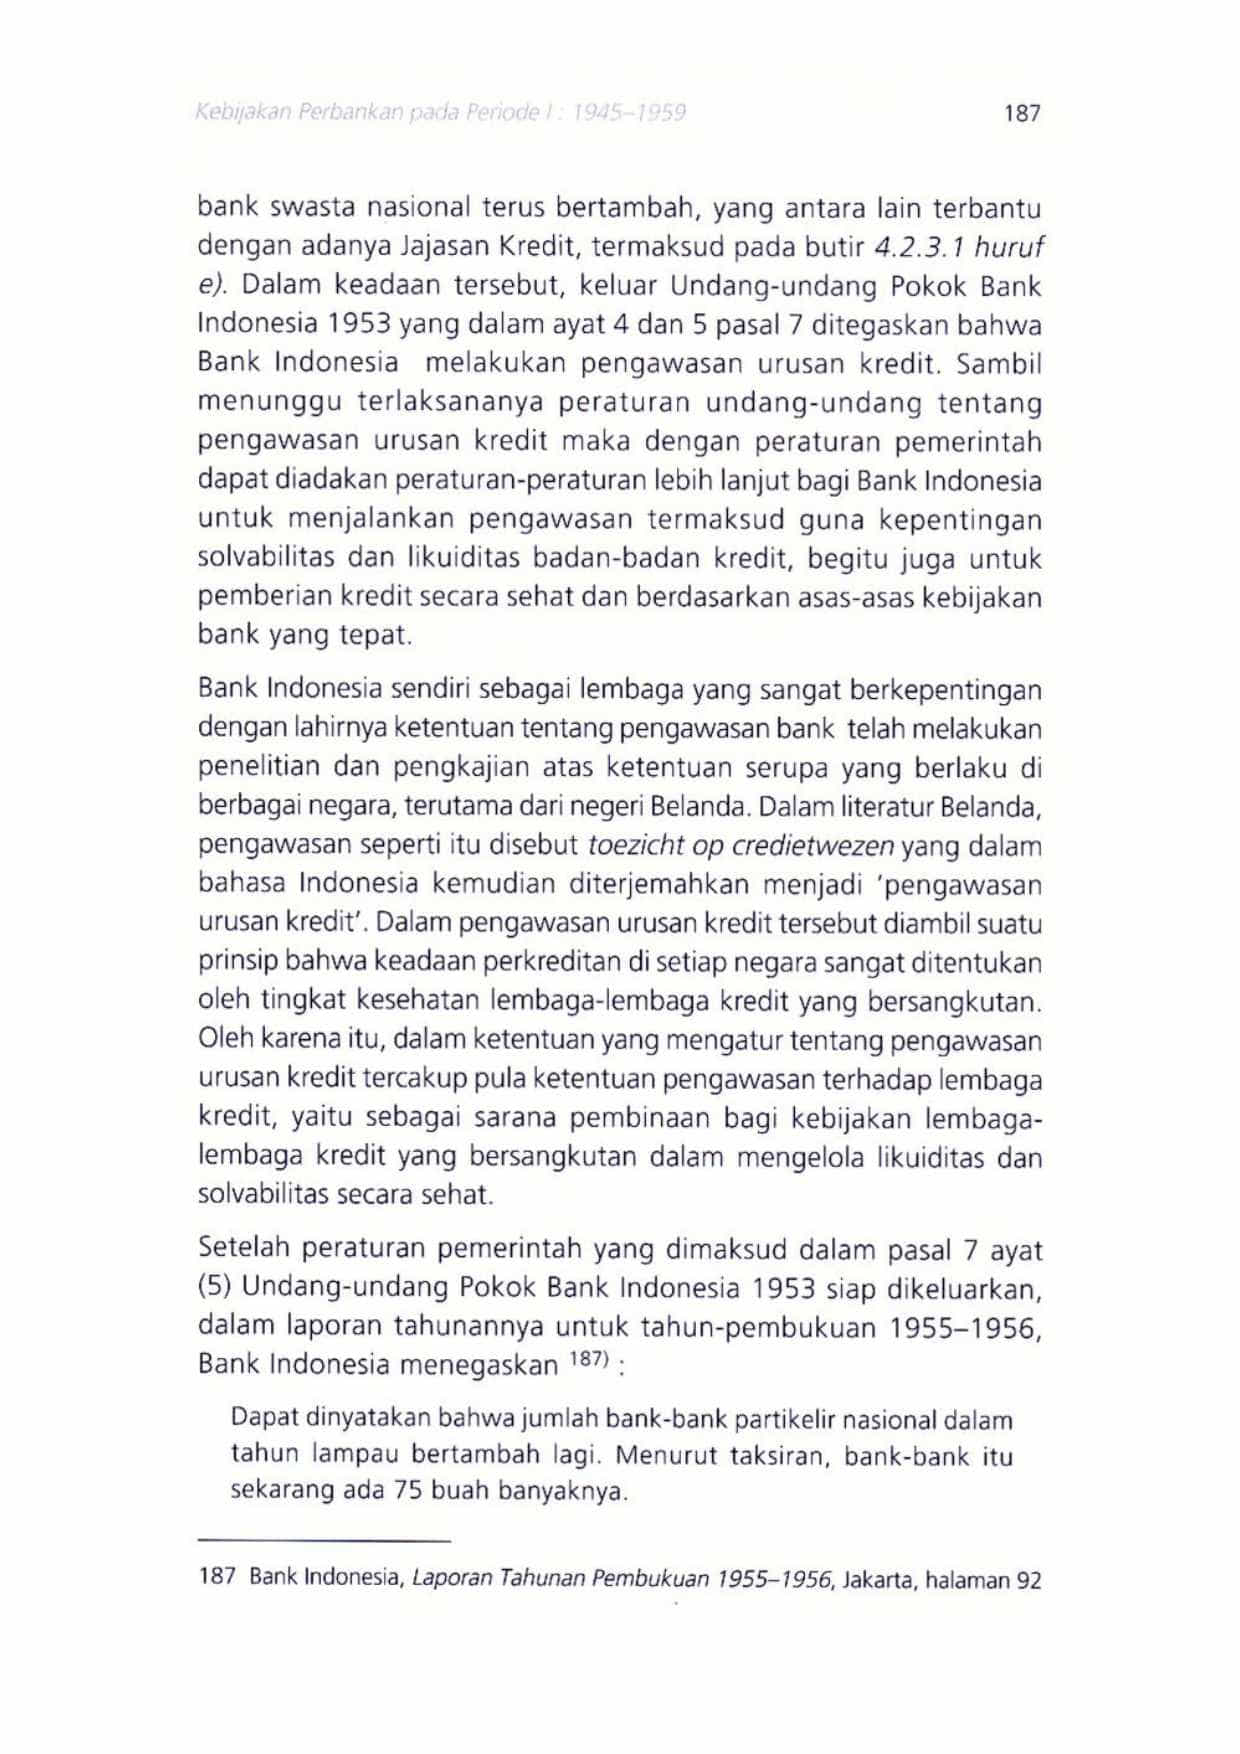 Kebijakan Perbankan pada Periode I : 1945–1959 187
bank swasta nasional terus bertambah, yang antara lain terbantu
dengan adanya Jajasan Kredit, termaksud pada butir 4.2.3.1 huruf
e). Dalam keadaan tersebut, keluar Undang-undang Pokok Bank
Indonesia 1953 yang dalam ayat 4 dan 5 pasal 7 ditegaskan bahwa
Bank Indonesia melakukan pengawasan urusan kredit. Sambil
menunggu terlaksananya peraturan undang-undang tentang
pengawasan urusan kredit maka dengan peraturan pemerintah
dapat diadakan peraturan-peraturan lebih lanjut bagi Bank Indonesia
untuk menjalankan pengawasan termaksud guna kepentingan
solvabilitas dan likuiditas badan-badan kredit, begitu juga untuk
pemberian kredit secara sehat dan berdasarkan asas-asas kebijakan
bank yang tepat.
Bank Indonesia sendiri sebagai lembaga yang sangat berkepentingan
dengan lahirnya ketentuan tentang pengawasan bank telah melakukan
penelitian dan pengkajian atas ketentuan serupa yang berlaku di
berbagai negara, terutama dari negeri Belanda. Dalam literatur Belanda,
pengawasan seperti itu disebut toezicht op credietwezen yang dalam
bahasa Indonesia kemudian diterjemahkan menjadi 'pengawasan
urusan kredit'. Dalam pengawasan urusan kredit tersebut diambil suatu
prinsip bahwa keadaan perkreditan di setiap negara sangat ditentukan
oleh tingkat kesehatan lembaga-lembaga kredit yang bersangkutan.
Oleh karena itu, dalam ketentuan yang mengatur tentang pengawasan
urusan kredit tercakup pula ketentuan pengawasan terhadap lembaga
kredit, yaitu sebagai sarana pembinaan bagi kebijakan lembaga-
lembaga kredit yang bersangkutan dalam mengelola likuiditas dan
solvabilitas secara sehat.
Setelah peraturan pemerintah yang dimaksud dalam pasal 7 ayat
(5) Undang-undang Pokok Bank Indonesia 1953 siap dikeluarkan,
dalam laporan tahunannya untuk tahun-pembukuan 1955–1956,
Bank Indonesia menegaskan 187) :
Dapat dinyatakan bahwa jumlah bank-bank partikelir nasional dalam
tahun lampau bertambah lagi. Menurut taksiran, bank-bank itu
sekarang ada 75 buah banyaknya.
187 Bank Indonesia, Laporan Tahunan Pembukuan 1955–1956, Jakarta, halaman 92